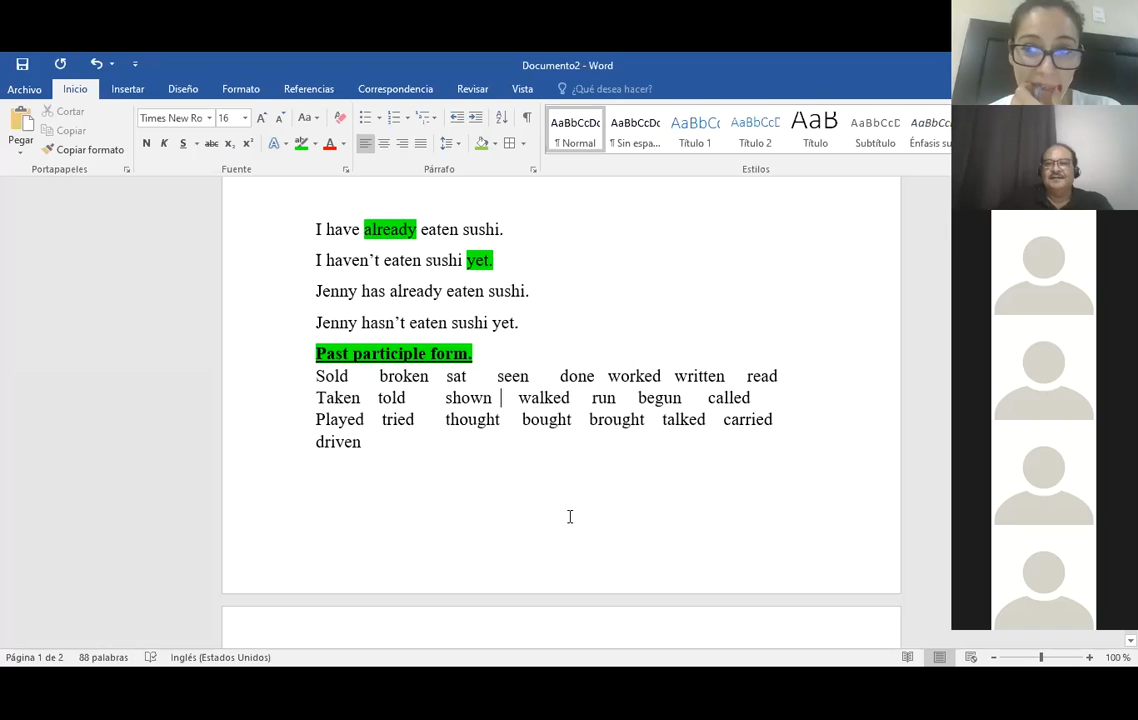 Documento2 - Word
Archivo Inicio Insertar Diseño Formato Referencias Correspondencia Revisar Vista ¿Qué desea hacer?
Pegar
Cortar
Copiar
Copiar formato
Times New Ro 16
N K S abc x₂ x²
AaBbCcDc AaBbCcDc AaBbCc AaBbCcD AaB AaBbCcD AaBbCcDc
¶ Normal ¶ Sin espa... Título 1 Título 2 Título Subtítulo Énfasis su
Portapapeles Fuente Párrafo Estilos
I have already eaten sushi.
I haven’t eaten sushi yet.
Jenny has already eaten sushi.
Jenny hasn’t eaten sushi yet.
Past participle form.
Sold broken sat seen done worked written read
Taken told shown walked run begun called
Played tried thought bought brought talked carried
driven
Página 1 de 2 88 palabras Inglés (Estados Unidos) 100 %